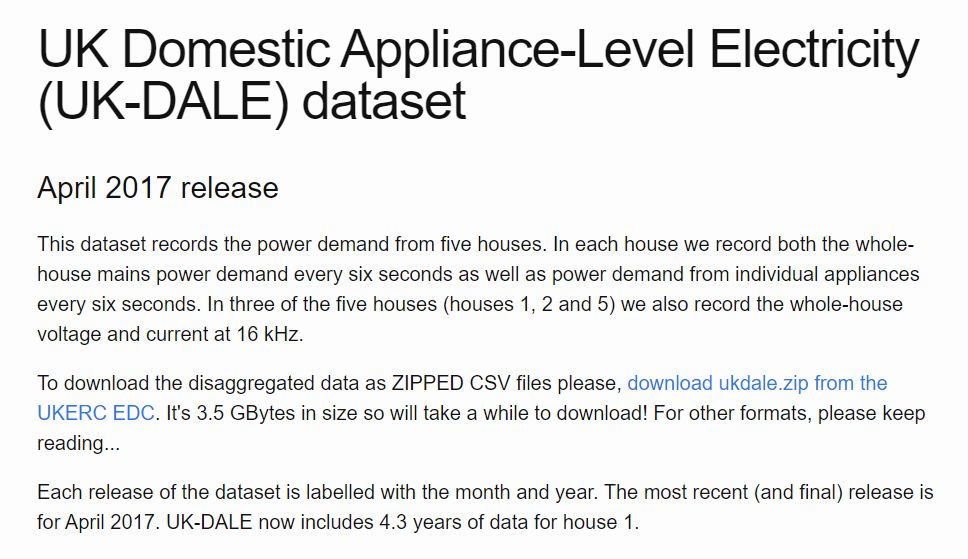 UK Domestic Appliance-Level Electricity
(UK-DALE) dataset
April 2017 release
This dataset records the power demand from five houses. In each house we record both the whole-
house mains power demand every six seconds as well as power demand from individual appliances
every six seconds. In three of the five houses (houses 1, 2 and 5) we also record the whole-house
voltage and current at 16 kHz.
To download the disaggregated data as ZIPPED CSV files please, download ukdale.zip from the
UKERC EDC. It's 3.5 GBytes in size so will take a while to download! For other formats, please keep
reading...
Each release of the dataset is labelled with the month and year. The most recent (and final) release is
for April 2017. UK-DALE now includes 4.3 years of data for house 1.